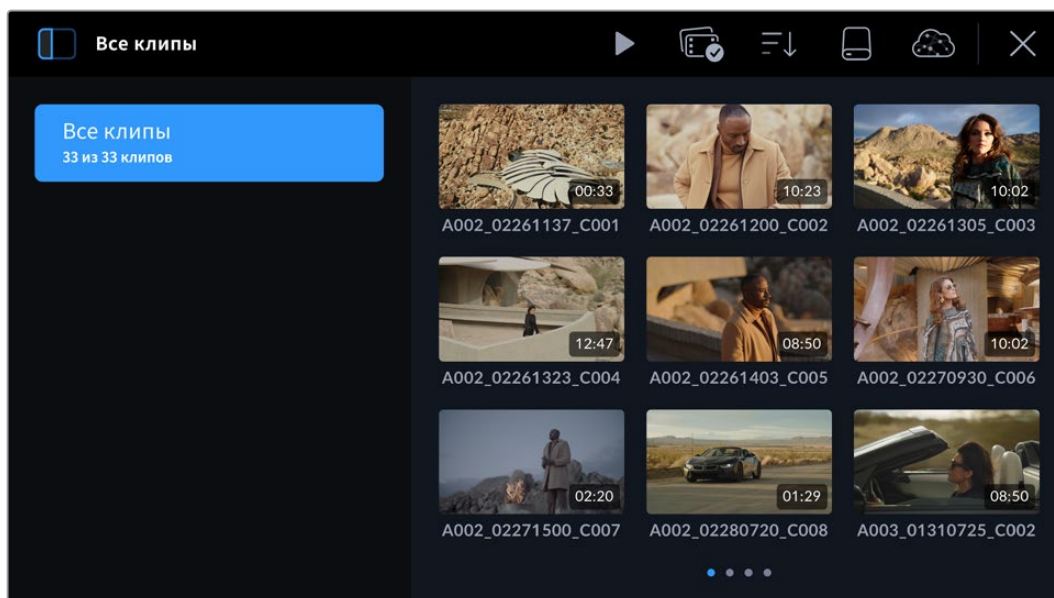 Все клипы
Все клипы
33 из 33 клипов
00:33
10:23
10:02
A002_02261137_C001
A002_02261200_C002
A002_02261305_C003
12:47
08:50
10:02
A002_02261323_C004
A002_02261403_C005
A002_02270930_C006
02:20
01:29
08:50
A002_02271500_C007
A002_02280720_C008
A003_01310725_C002